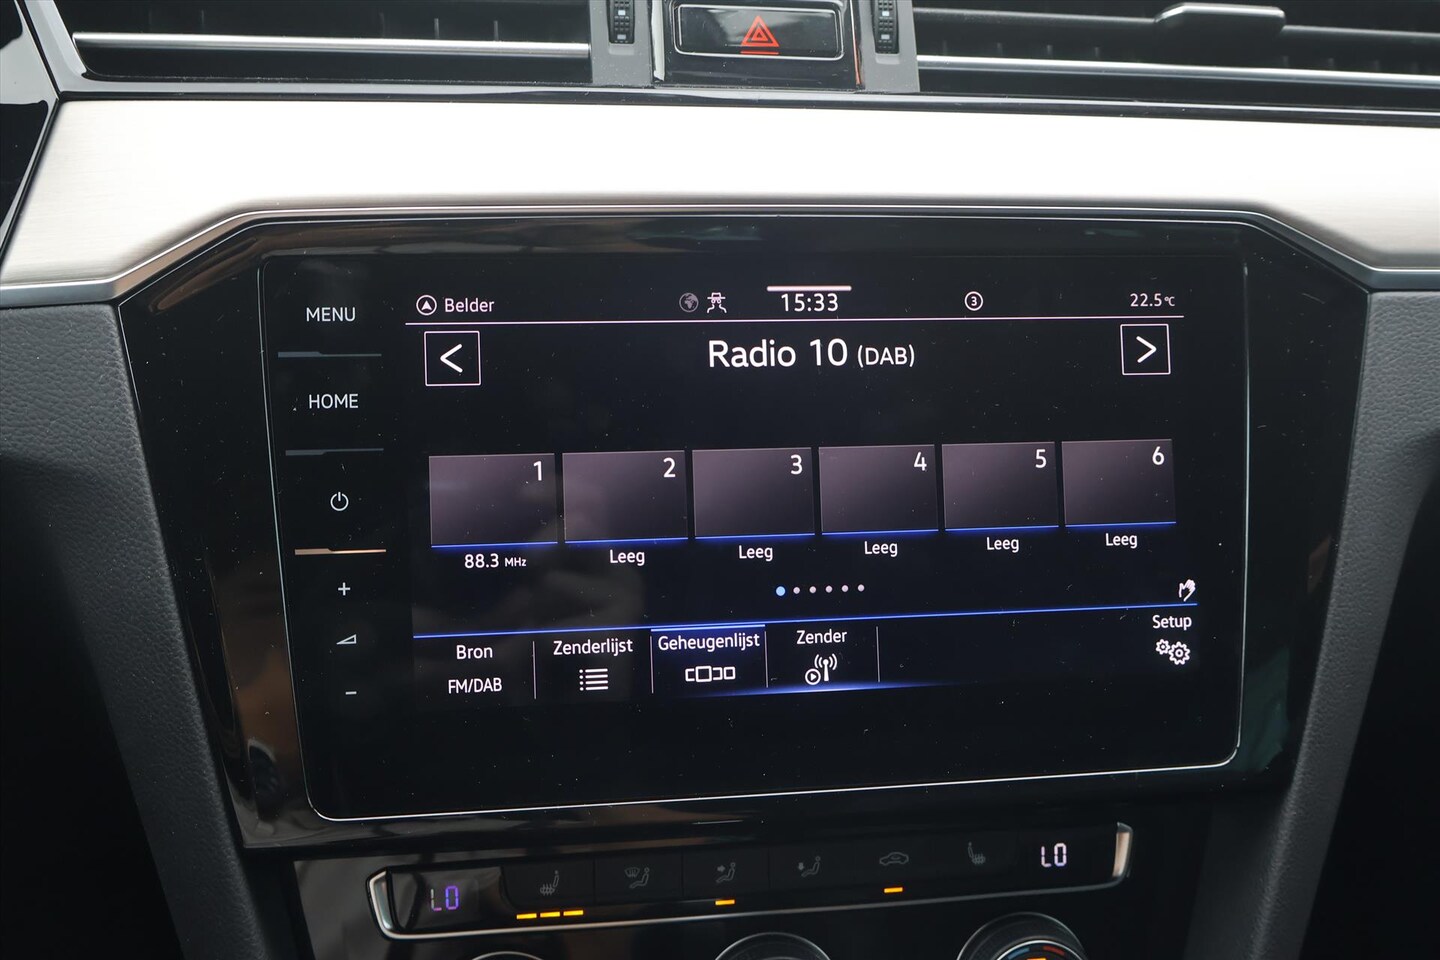 MENU
HOME
Belder
15:33
3
22.5°C
Radio 10 (DAB)
1
2
3
4
5
6
88.3 MHz
Leeg
Leeg
Leeg
Leeg
Leeg
Bron
FM/DAB
Zenderlijst
Geheugenlijst
Zender
Setup
+
−
LO
LO